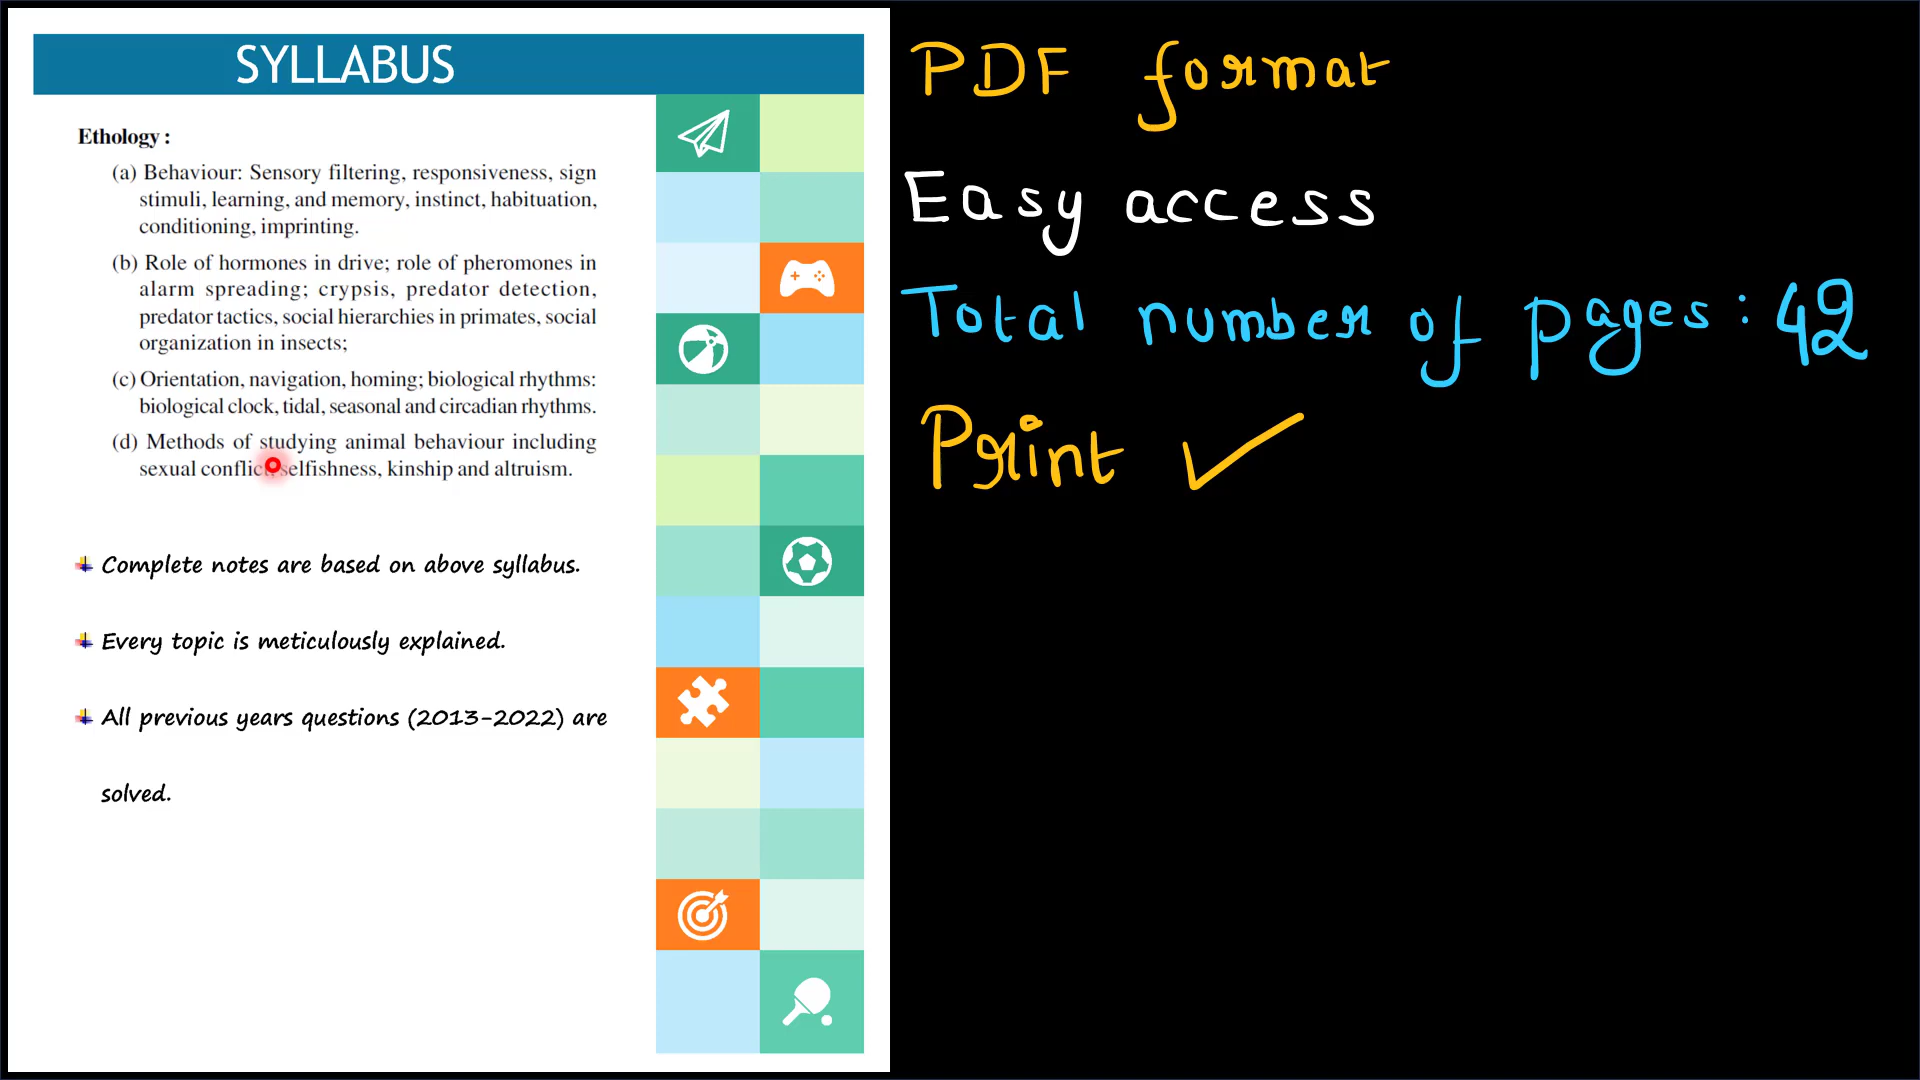 SYLLABUS
Ethology :
(a) Behaviour: Sensory filtering, responsiveness, sign
stimuli, learning, and memory, instinct, habituation,
conditioning, imprinting.
(b) Role of hormones in drive; role of pheromones in
alarm spreading; crypsis, predator detection,
predator tactics, social hierarchies in primates, social
organization in insects;
(c) Orientation, navigation, homing; biological rhythms:
biological clock, tidal, seasonal and circadian rhythms.
(d) Methods of studying animal behaviour including
sexual conflict, selfishness, kinship and altruism.
Complete notes are based on above syllabus.
Every topic is meticulously explained.
All previous years questions (2013-2022) are
solved.
PDF format
Easy access
Total number of pages: 42
Print ✓